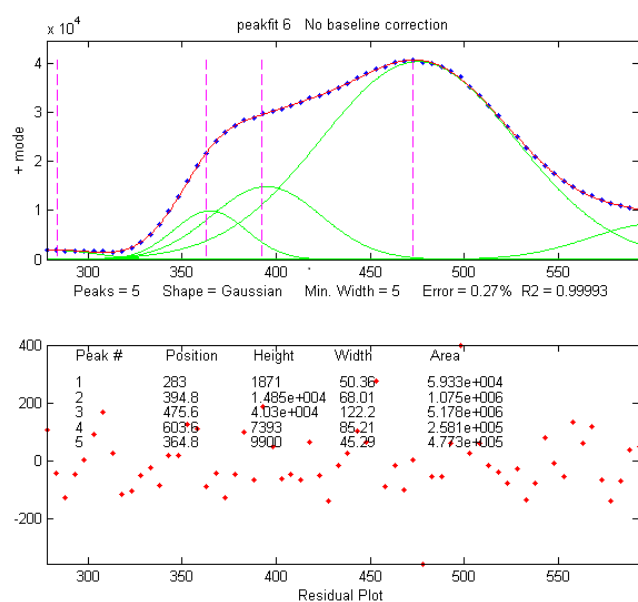 peakfit 6 No baseline correction
x 10^4
4
3
2
1
0
+ mode
300 350 400 450 500 550
Peaks = 5 Shape = Gaussian Min. Width = 5 Error = 0.27% R2 = 0.99993
400
200
0
-200
Peak # Position Height Width Area
1 283 1871 50.36 5.933e+004
2 394.8 1.485e+004 68.01 1.075e+006
3 475.6 4.03e+004 122.2 5.178e+006
4 603.6 7393 85.21 2.581e+005
5 364.8 9900 45.29 4.773e+005
300 350 400 450 500 550
Residual Plot